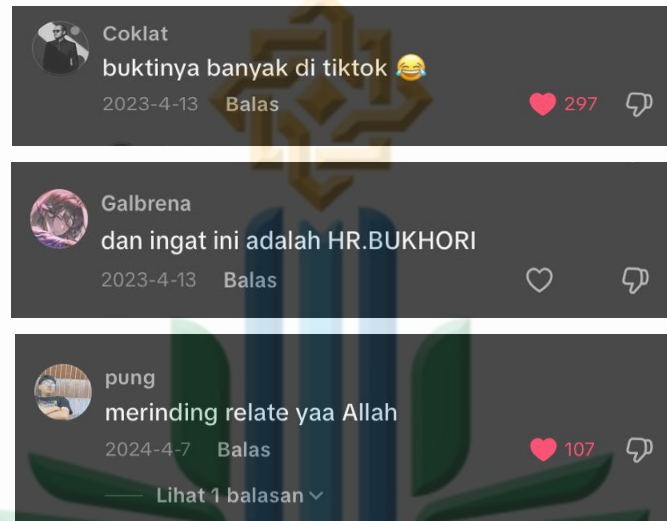 Coklat
buktinya banyak di tiktok 😂
2023-4-13 Balas 297
Galbrena
dan ingat ini adalah HR.BUKHORI
2023-4-13 Balas
pung
merinding relate yaa Allah
2024-4-7 Balas 107
Lihat 1 balasan